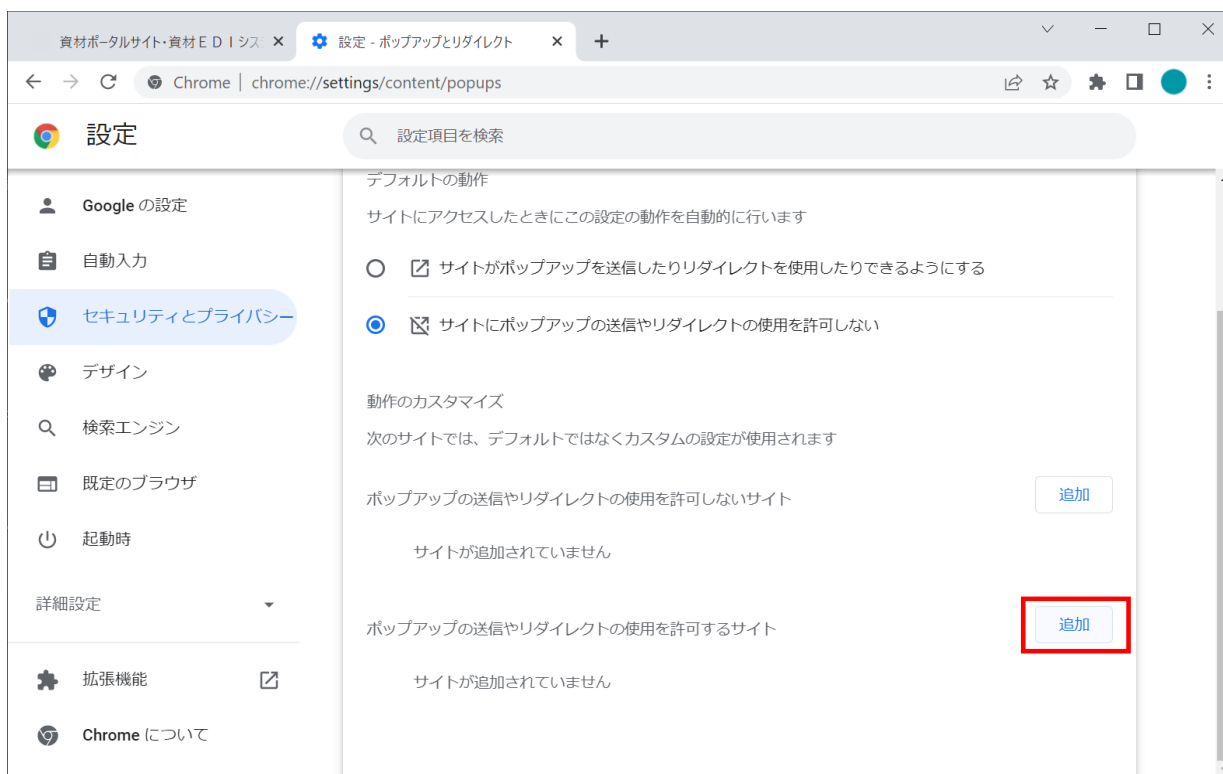 資材ポータルサイト・資材ＥＤＩシス
設定 - ポップアップとリダイレクト
Chrome | chrome://settings/content/popups
設定
設定項目を検索
Google の設定
自動入力
セキュリティとプライバシー
デザイン
検索エンジン
既定のブラウザ
起動時
詳細設定
拡張機能
Chrome について
デフォルトの動作
サイトにアクセスしたときにこの設定の動作を自動的に行います
サイトがポップアップを送信したりリダイレクトを使用したりできるようにする
サイトにポップアップの送信やリダイレクトの使用を許可しない
動作のカスタマイズ
次のサイトでは、デフォルトではなくカスタムの設定が使用されます
ポップアップの送信やリダイレクトの使用を許可しないサイト
追加
サイトが追加されていません
ポップアップの送信やリダイレクトの使用を許可するサイト
追加
サイトが追加されていません